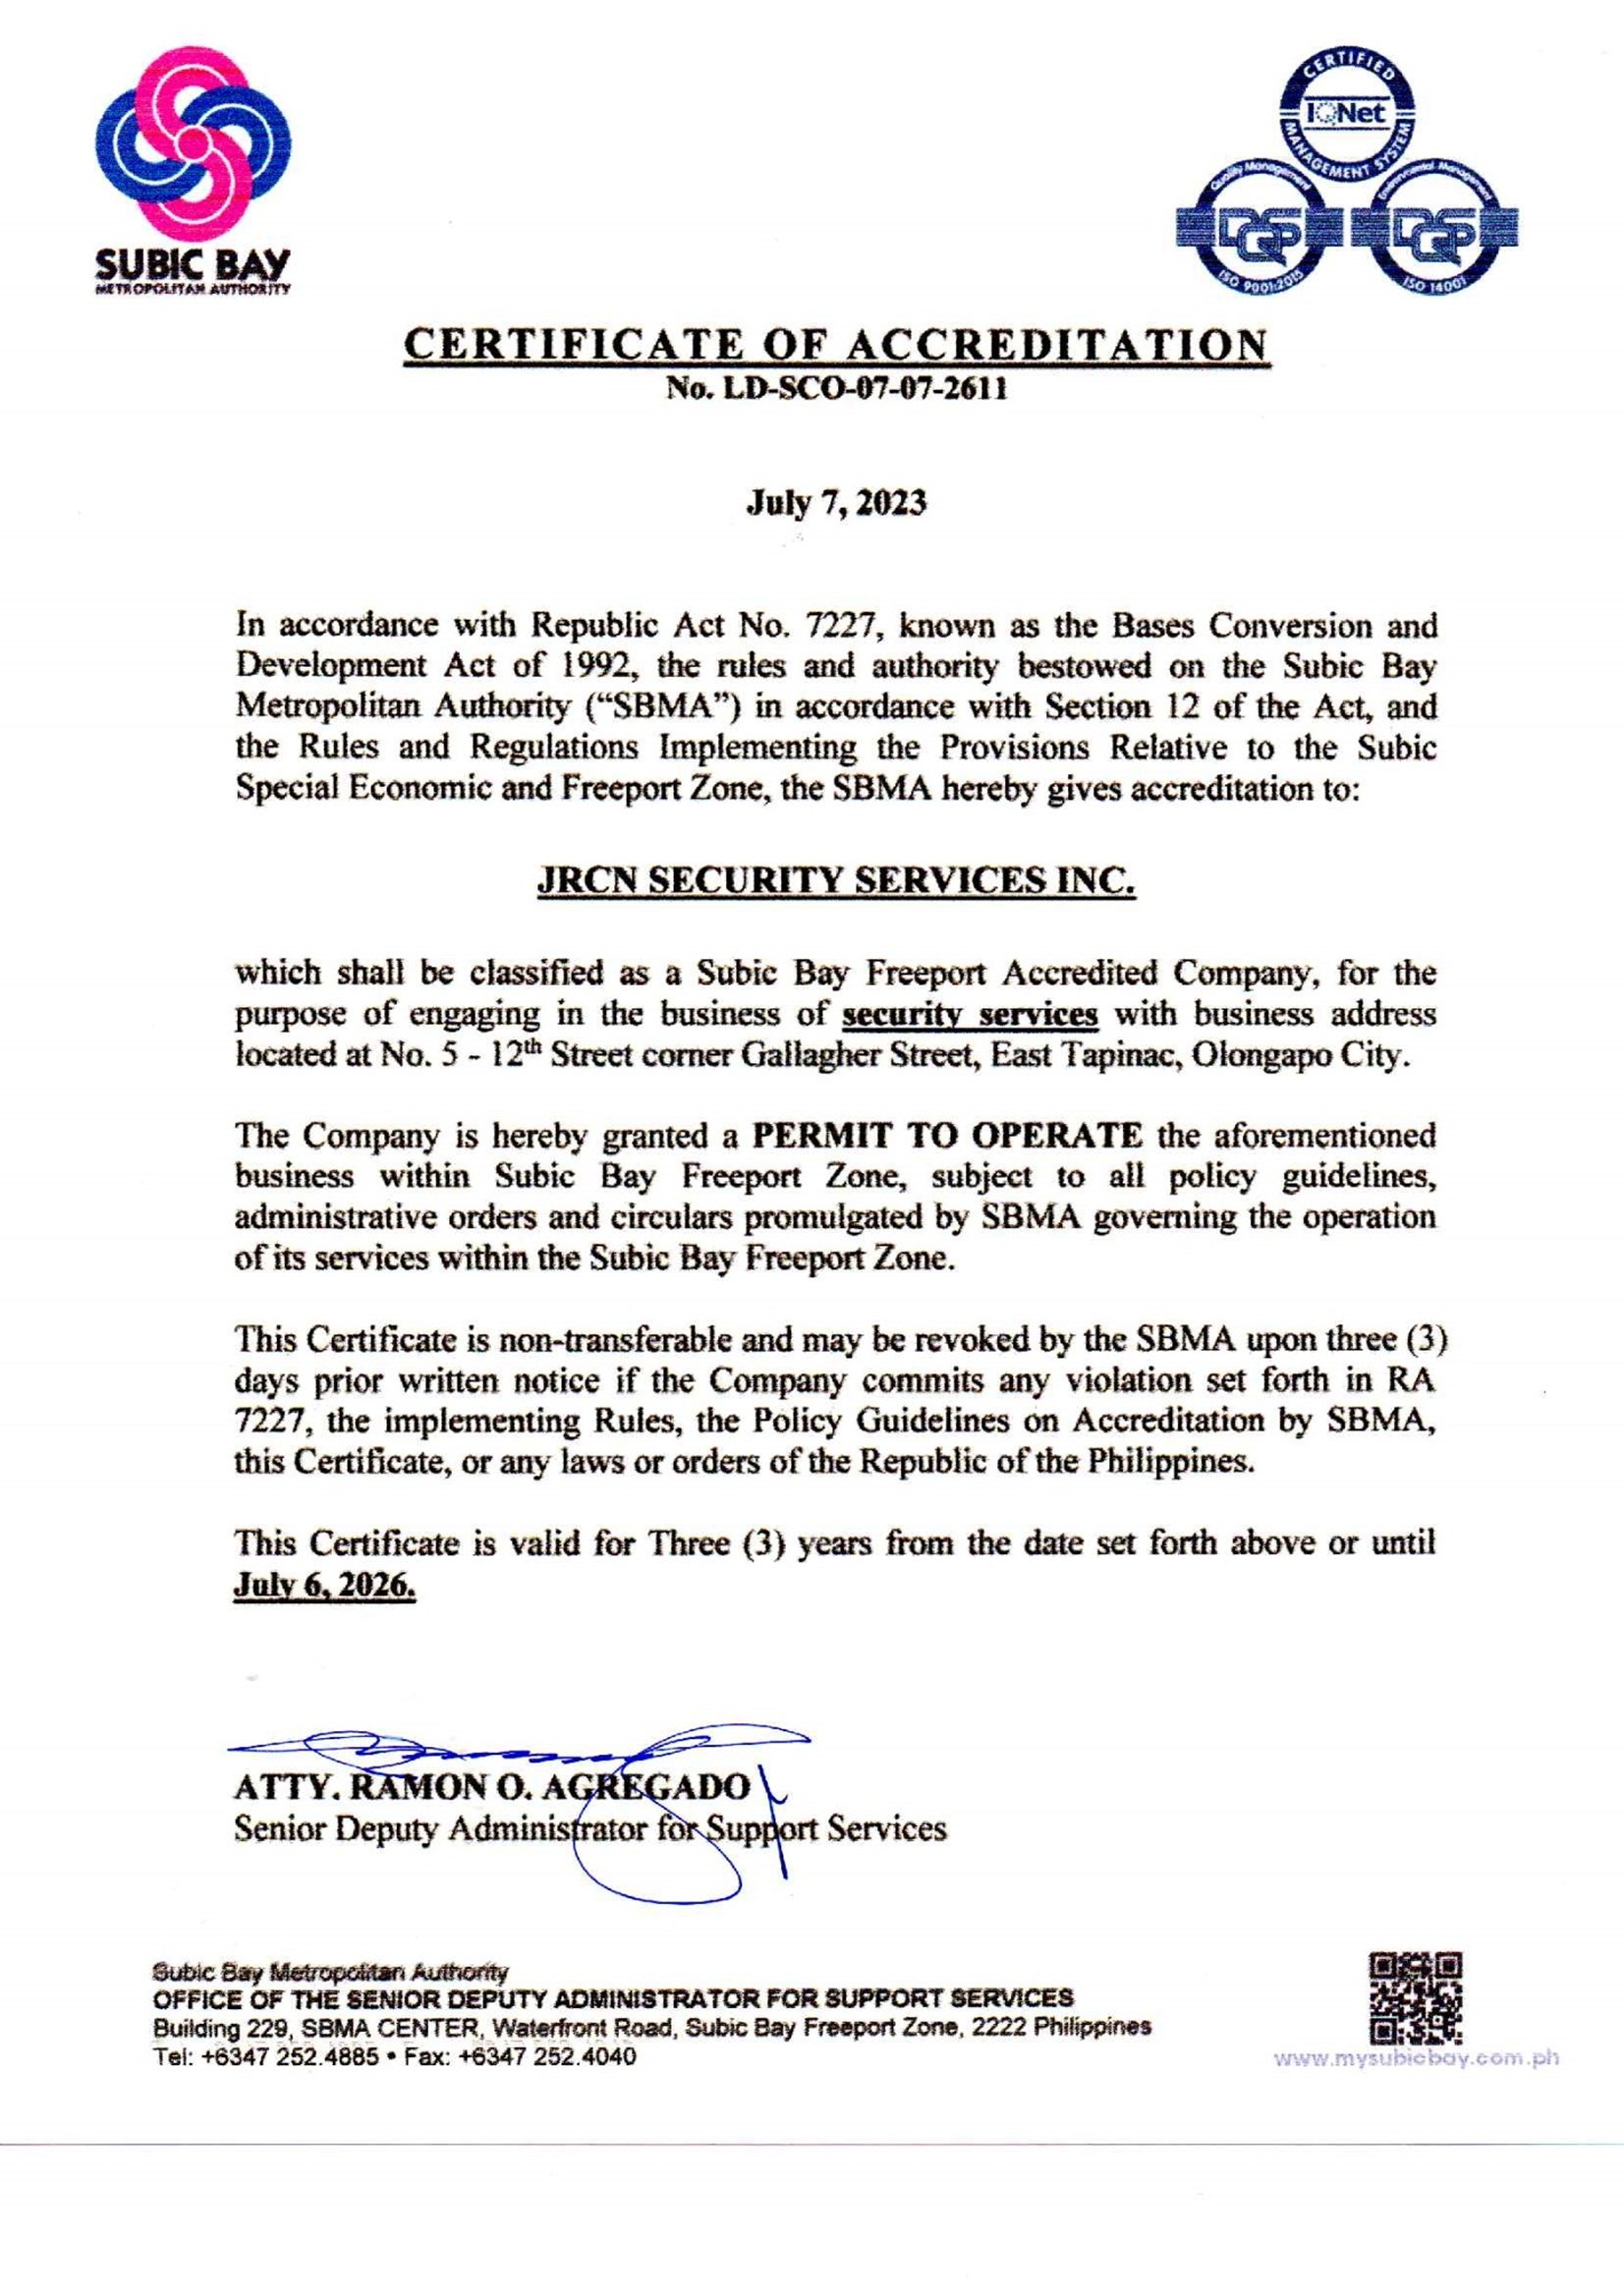 SUBIC BAY
METROPOLITAN AUTHORITY
CERTIFIED
IQNet
MANAGEMENT SYSTEM
Quality Management
DQS
ISO 9001:2015
Environmental Management
DQS
ISO 14001
CERTIFICATE OF ACCREDITATION
No. LD-SCO-07-07-2611
July 7, 2023
In accordance with Republic Act No. 7227, known as the Bases Conversion and
Development Act of 1992, the rules and authority bestowed on the Subic Bay
Metropolitan Authority (“SBMA”) in accordance with Section 12 of the Act, and
the Rules and Regulations Implementing the Provisions Relative to the Subic
Special Economic and Freeport Zone, the SBMA hereby gives accreditation to:
JRCN SECURITY SERVICES INC.
which shall be classified as a Subic Bay Freeport Accredited Company, for the
purpose of engaging in the business of security services with business address
located at No. 5 - 12th Street corner Gallagher Street, East Tapinac, Olongapo City.
The Company is hereby granted a PERMIT TO OPERATE the aforementioned
business within Subic Bay Freeport Zone, subject to all policy guidelines,
administrative orders and circulars promulgated by SBMA governing the operation
of its services within the Subic Bay Freeport Zone.
This Certificate is non-transferable and may be revoked by the SBMA upon three (3)
days prior written notice if the Company commits any violation set forth in RA
7227, the implementing Rules, the Policy Guidelines on Accreditation by SBMA,
this Certificate, or any laws or orders of the Republic of the Philippines.
This Certificate is valid for Three (3) years from the date set forth above or until
July 6, 2026.
ATTY. RAMON O. AGREGADO
Senior Deputy Administrator for Support Services
Subic Bay Metropolitan Authority
OFFICE OF THE SENIOR DEPUTY ADMINISTRATOR FOR SUPPORT SERVICES
Building 229, SBMA CENTER, Waterfront Road, Subic Bay Freeport Zone, 2222 Philippines
Tel: +6347 252.4885 • Fax: +6347 252.4040
www.mysubicbay.com.ph